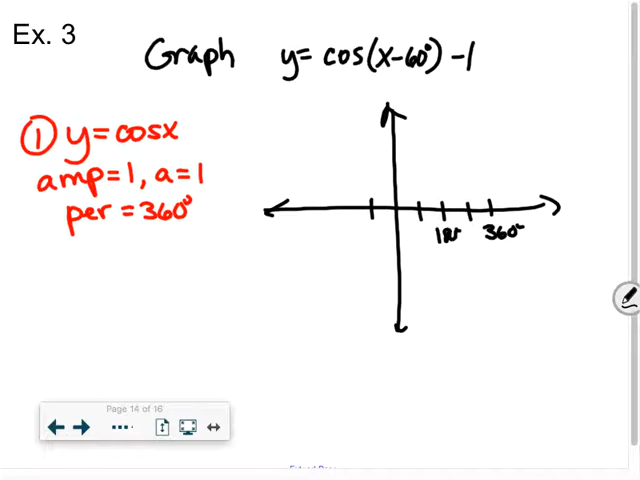 Ex. 3
Graph y= cos(x-60°) -1
① y=cosx
amp=1, a=1
per=360°
180° 360°
Page 14 of 16